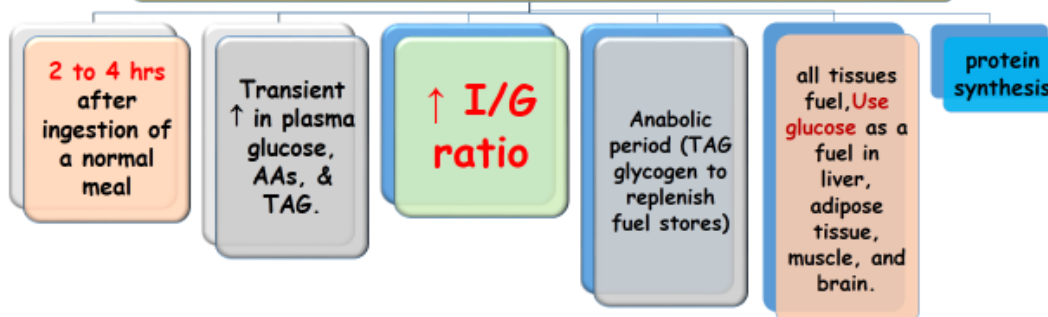 2 to 4 hrs
after
ingestion of
a normal
meal
Transient
↑ in plasma
glucose,
AAs, &
TAG.
↑ I/G
ratio
Anabolic
period (TAG
glycogen to
replenish
fuel stores)
all tissues
fuel,Use
glucose as a
fuel in
liver,
adipose
tissue,
muscle, and
brain.
protein
synthesis